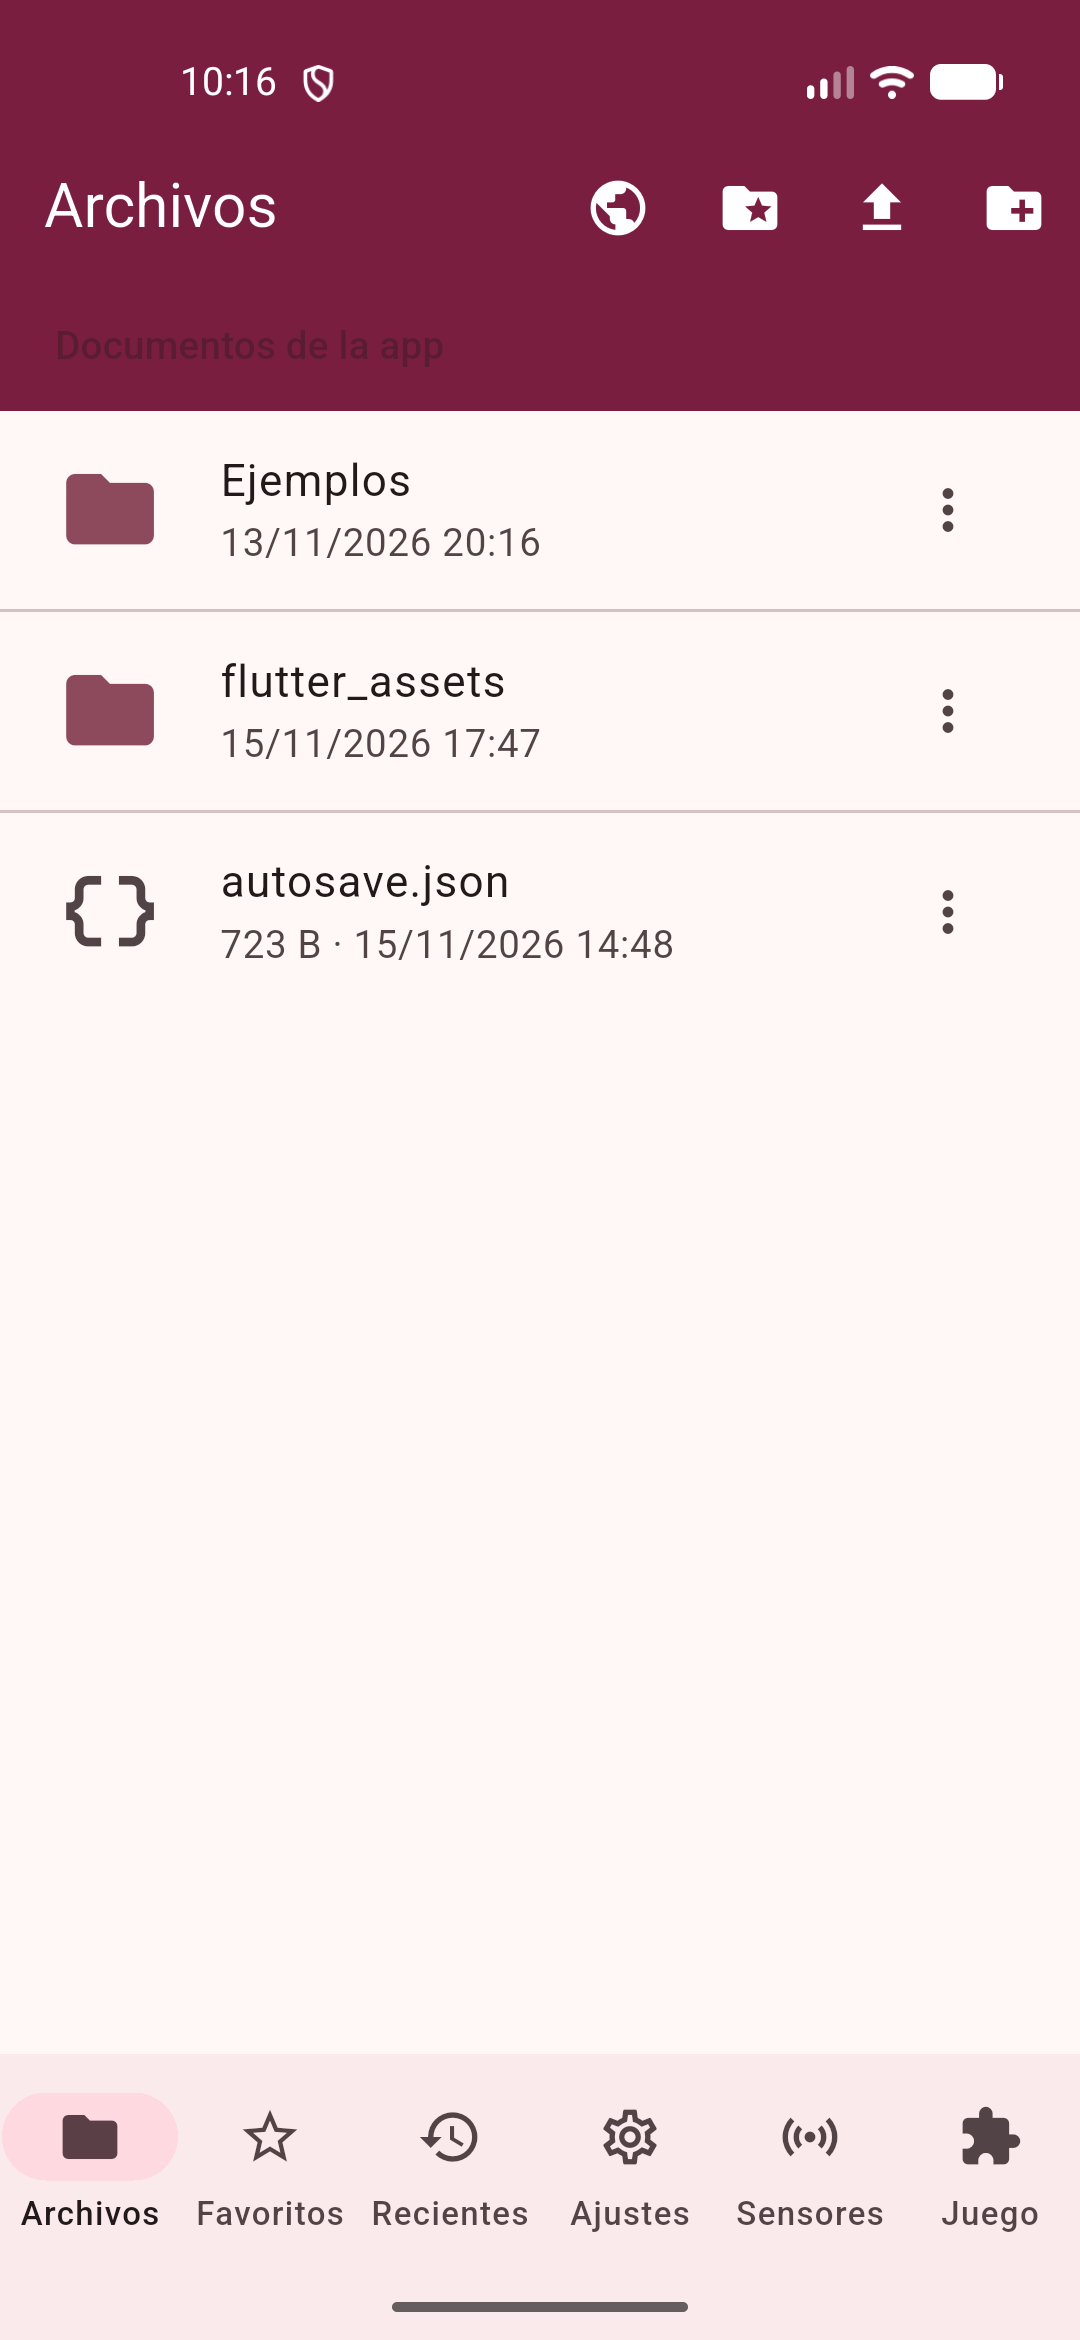 10:16
Archivos
Documentos de la app
Ejemplos
13/11/2026 20:16
flutter_assets
15/11/2026 17:47
autosave.json
723 B · 15/11/2026 14:48
Archivos
Favoritos
Recientes
Ajustes
Sensores
Juego